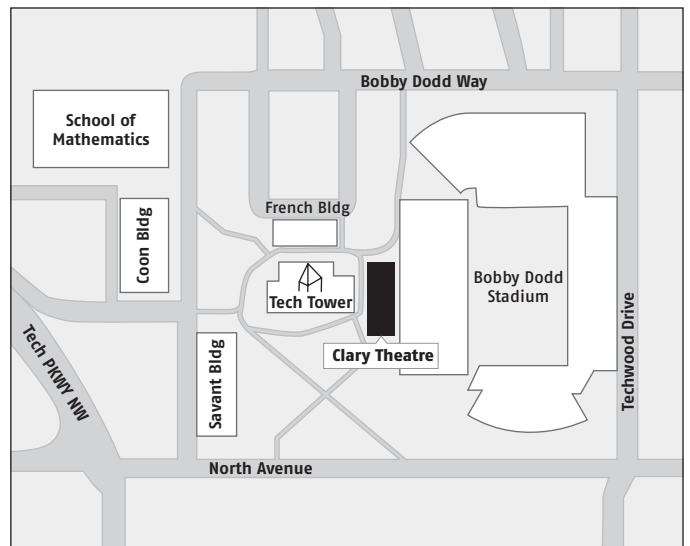 Bobby Dodd Way
School of
Mathematics
French Bldg
Coon Bldg
Bobby Dodd
Stadium
Tech Tower
Techwood Drive
Tech PKWY NW
Savant Bldg
Clary Theatre
North Avenue